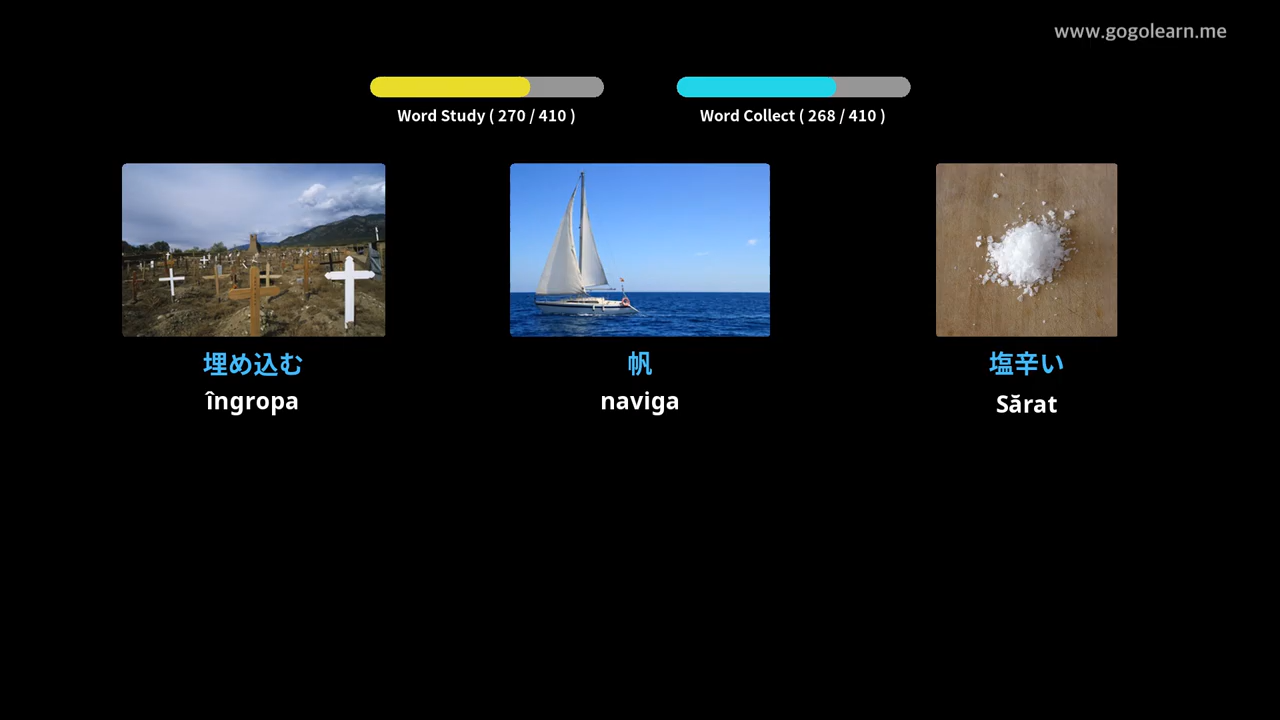 www.gogolearn.me
Word Study ( 270 / 410 )
Word Collect ( 268 / 410 )
埋め込む
îngropa
帆
naviga
塩辛い
Sărat